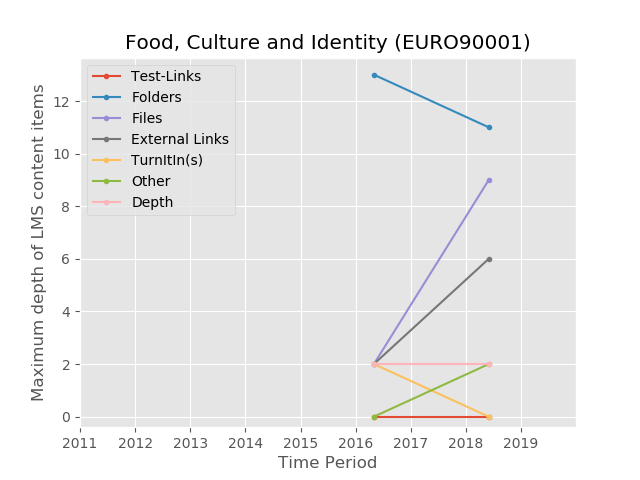 Food, Culture and Identity (EURO90001)
Test-Links
Folders
Files
External Links
TurnItIn(s)
Other
Depth
Maximum depth of LMS content items
12
10
8
6
4
2
0
2011 2012 2013 2014 2015 2016 2017 2018 2019
Time Period